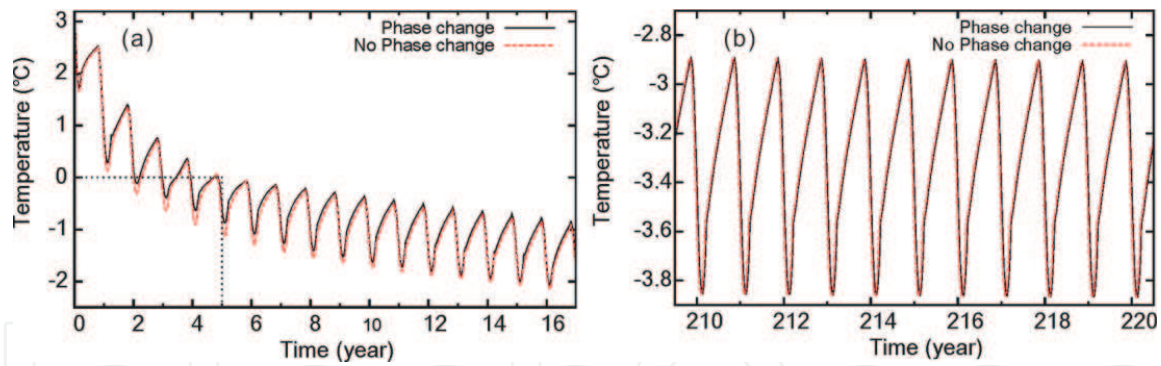 (a)
Phase change
No Phase change
Temperature (°C)
3
2
1
0
-1
-2
0 2 4 6 8 10 12 14 16
Time (year)
(b)
Phase change
No Phase change
Temperature (°C)
-2.8
-3
-3.2
-3.4
-3.6
-3.8
210 212 214 216 218 220
Time (year)